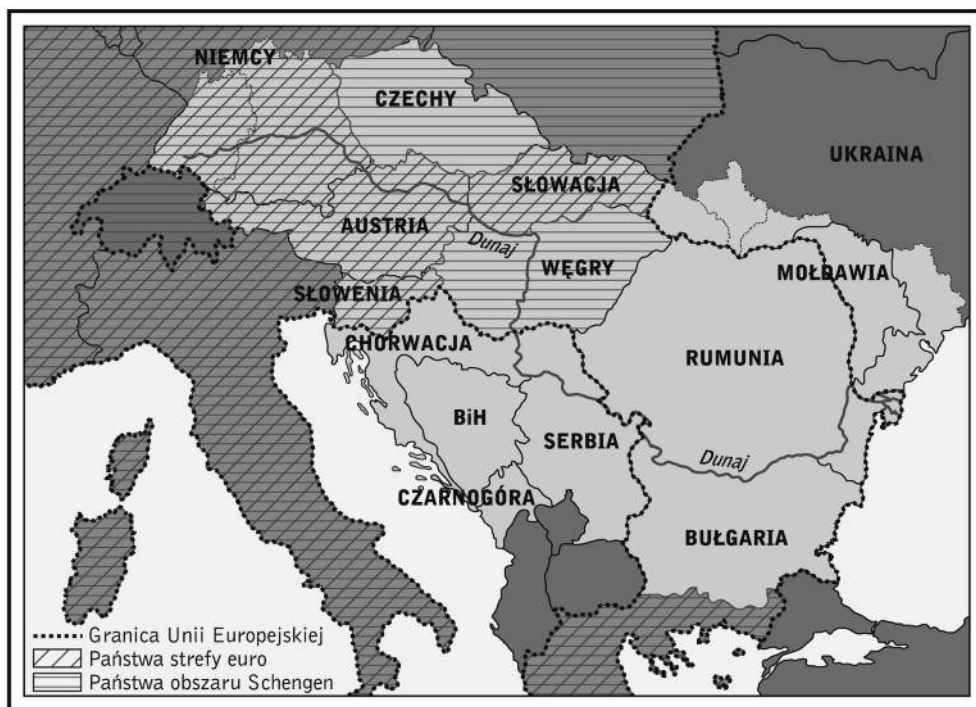 NIEMCY
CZECHY
UKRAINA
SŁOWACJA
AUSTRIA
Dunaj
WĘGRY
MOŁDAWIA
SŁOWENIA
CHORWACJA
RUMUNIA
BiH
SERBIA
Dunaj
CZARNOGÓRA
BUŁGARIA
Granica Unii Europejskiej
Państwa strefy euro
Państwa obszaru Schengen